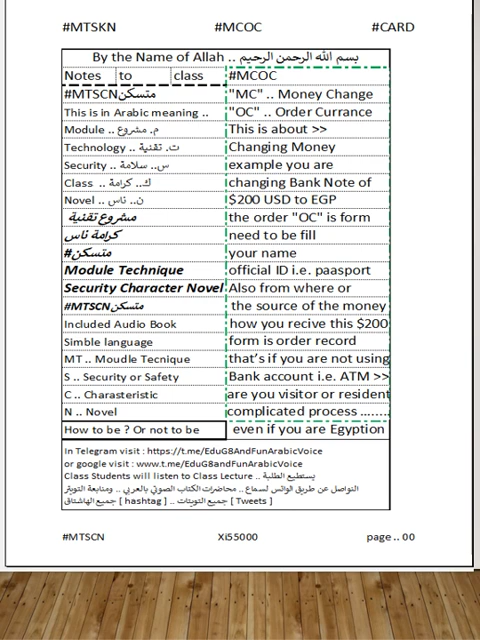 #MTSKN #MCOC #CARD
By the Name of Allah .. بسم الله الرحمن الرحيم
Notes to class #MCOC
#MTSCNمتسكن "MC" .. Money Change
This is in Arabic meaning .. "OC" .. Order Currance
Module .. م. مشروع This is about >>
Technology .. ت. تقنية Changing Money
Security .. س.. سلامة example you are
Class .. ك.. كرامة changing Bank Note of
Novel .. ن.. ناس $200 USD to EGP
مشروع تقنية the order "OC" is form
كرامة ناس need to be fill
#متسكن your name
Module Technique official ID i.e. paasport
Security Character Novel Also from where or
#MTSCNمتسكن the source of the money
Included Audio Book how you recive this $200
Simble language form is order record
MT .. Moudle Tecnique that's if you are not using
S .. Security or Safety Bank account i.e. ATM >>
C .. Charasteristic are you visitor or resident
N .. Novel complicated process .......
How to be ? Or not to be even if you are Egyption
In Telegram visit : https://t.me/EduG8AndFunArabicVoice
or google visit : www.t.me/EduG8andFunArabicVoice
Class Students will listen to Class Lecture .. يستطيع الطلبة
التواصل عن طريق الواتس لسماع .. محاضرات الكتاب الصوتي بالعربي .. ومتابعة التويتر
جميع الهاشتاق [ hashtag ] .. جميع التويتات [ Tweets ]
#MTSCN Xi55000 page .. 00